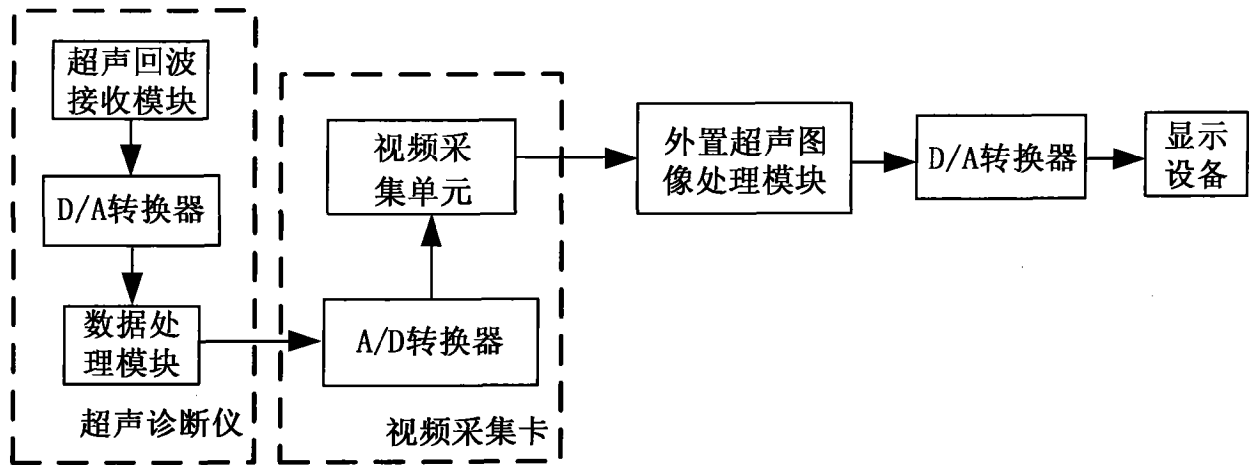 超声回波
接收模块
D/A转换器
数据处
理模块
超声诊断仪
视频采
集单元
A/D转换器
视频采集卡
外置超声图
像处理模块
D/A转换器
显示
设备